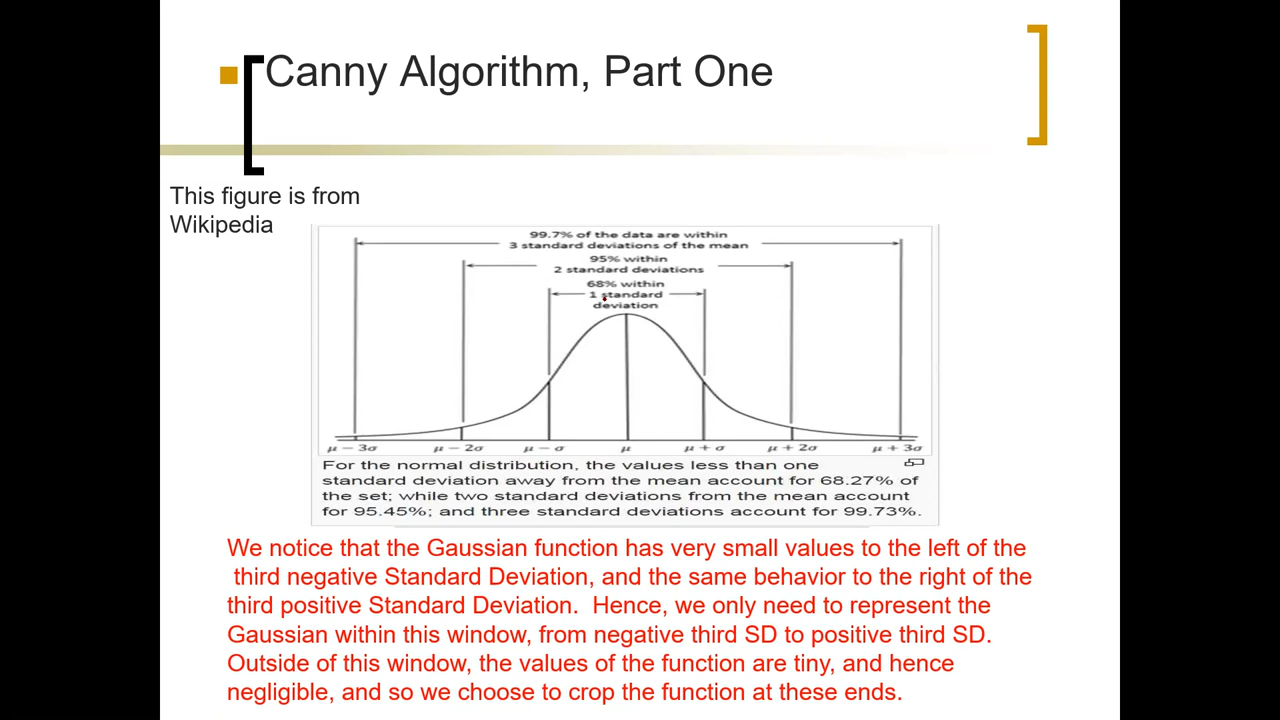 Canny Algorithm, Part One
This figure is from
Wikipedia
99.7% of the data are within
3 standard deviations of the mean
95% within
2 standard deviations
68% within
1 standard
deviation
μ − 3σ μ − 2σ μ − σ μ μ + σ μ + 2σ μ + 3σ
For the normal distribution, the values less than one
standard deviation away from the mean account for 68.27% of
the set; while two standard deviations from the mean account
for 95.45%; and three standard deviations account for 99.73%.
We notice that the Gaussian function has very small values to the left of the
third negative Standard Deviation, and the same behavior to the right of the
third positive Standard Deviation. Hence, we only need to represent the
Gaussian within this window, from negative third SD to positive third SD.
Outside of this window, the values of the function are tiny, and hence
negligible, and so we choose to crop the function at these ends.